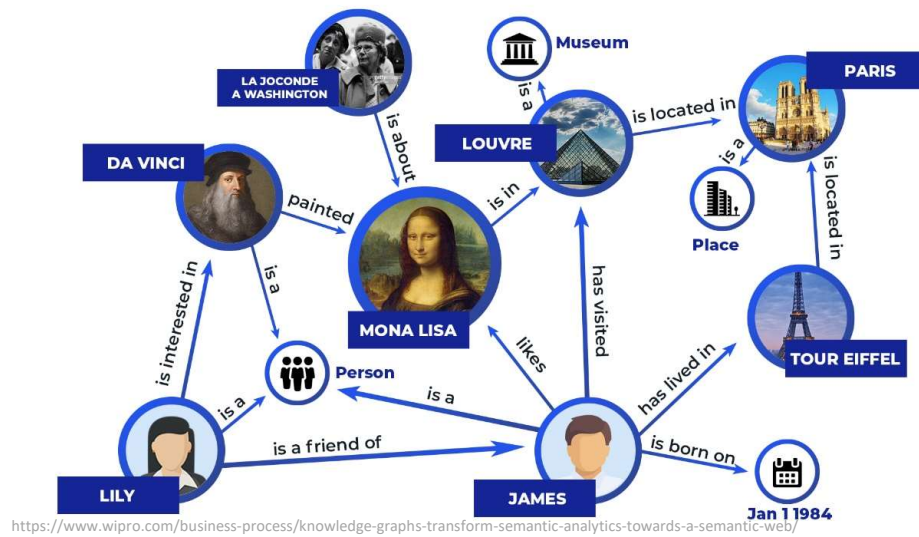 LA JOCONDE
A WASHINGTON
Museum
PARIS
is a
is located in
DA VINCI
is about
LOUVRE
is a
is located in
painted
is in
Place
is a
MONA LISA
has visited
is interested in
likes
TOUR EIFFEL
Person
has lived in
is a
is a
is a friend of
is born on
LILY
JAMES
Jan 1 1984
https://www.wipro.com/business-process/knowledge-graphs-transform-semantic-analytics-towards-a-semantic-web/